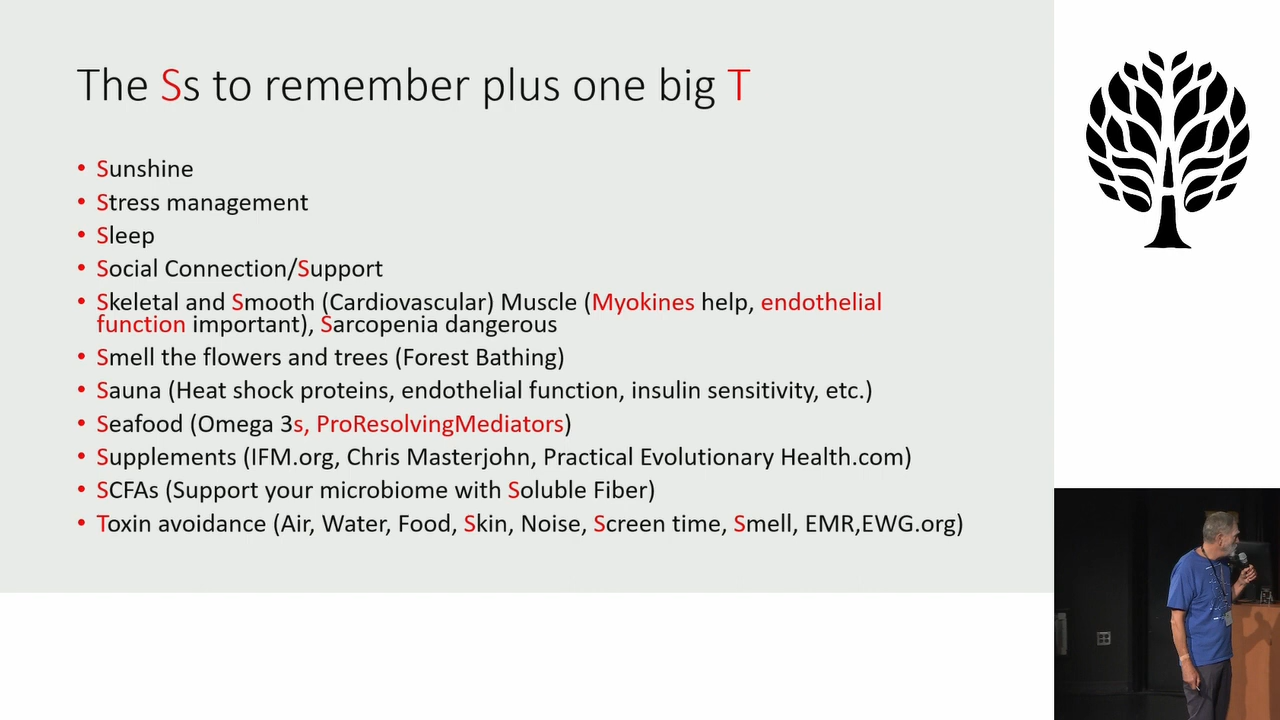 The Ss to remember plus one big T
• Sunshine
• Stress management
• Sleep
• Social Connection/Support
• Skeletal and Smooth (Cardiovascular) Muscle (Myokines help, endothelial
function important), Sarcopenia dangerous
• Smell the flowers and trees (Forest Bathing)
• Sauna (Heat shock proteins, endothelial function, insulin sensitivity, etc.)
• Seafood (Omega 3s, ProResolvingMediators)
• Supplements (IFM.org, Chris Masterjohn, Practical Evolutionary Health.com)
• SCFAs (Support your microbiome with Soluble Fiber)
• Toxin avoidance (Air, Water, Food, Skin, Noise, Screen time, Smell, EMR,EWG.org)